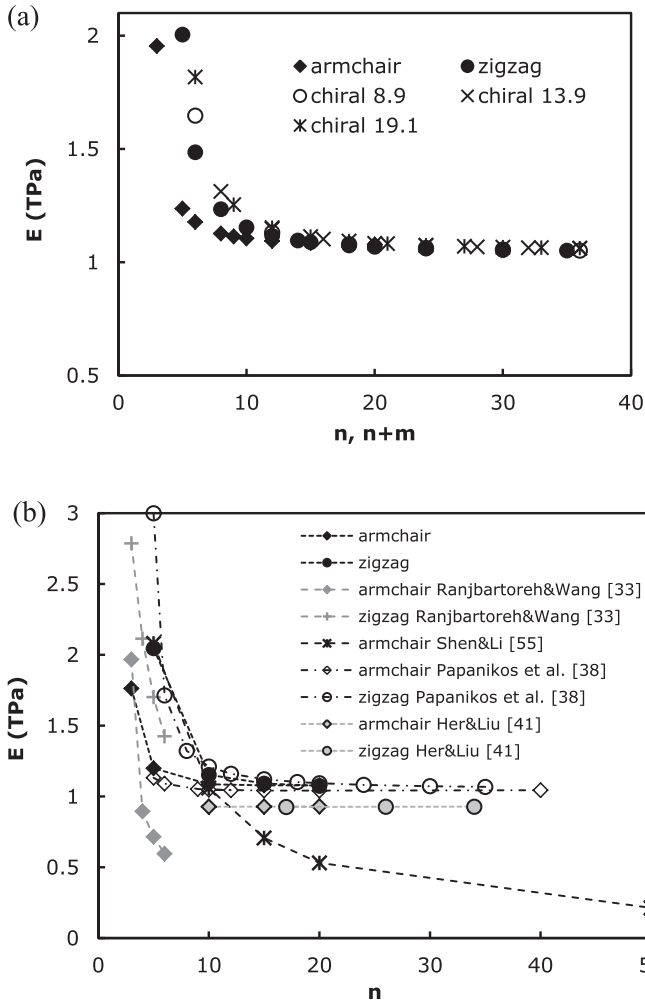 (a)
2
1.5
1
0.5
E (TPa)
armchair
zigzag
chiral 8.9
chiral 13.9
chiral 19.1
0 10 20 30 40
n, n+m
(b)
3
2.5
2
1.5
1
0.5
0
E (TPa)
armchair
zigzag
armchair Ranjbartoreh&Wang [33]
zigzag Ranjbartoreh&Wang [33]
armchair Shen&Li [55]
armchair Papanikos et al. [38]
zigzag Papanikos et al. [38]
armchair Her&Liu [41]
zigzag Her&Liu [41]
0 10 20 30 40
n